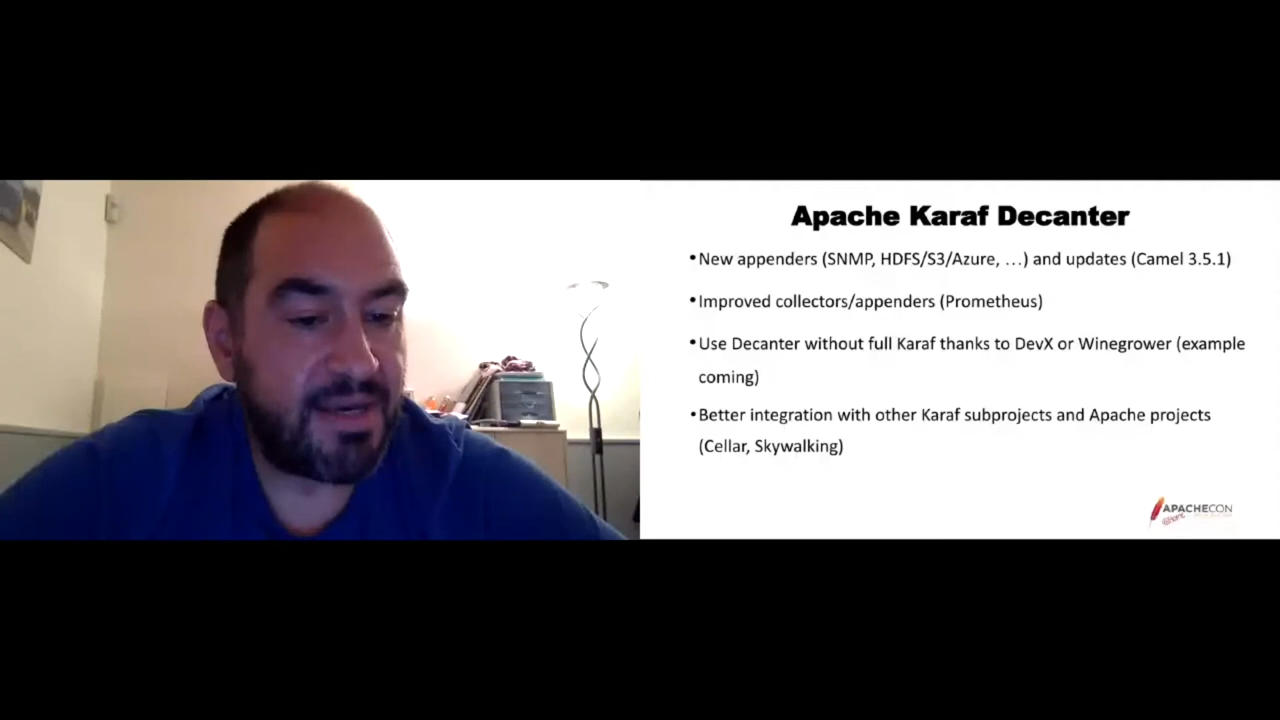 Apache Karaf Decanter
•New appenders (SNMP, HDFS/S3/Azure, …) and updates (Camel 3.5.1)
•Improved collectors/appenders (Prometheus)
•Use Decanter without full Karaf thanks to DevX or Winegrower (example
coming)
•Better integration with other Karaf subprojects and Apache projects
(Cellar, Skywalking)
APACHECON
@home